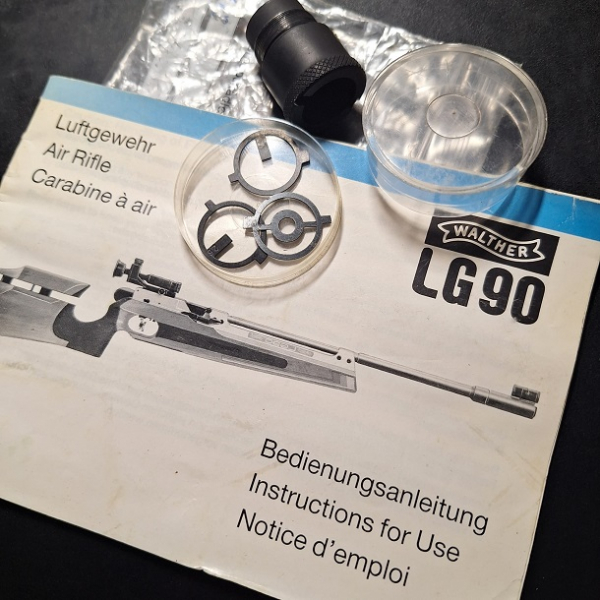 Luftgewehr
Air Rifle
Carabine à air
WALTHER
LG90
Bedienungsanleitung
Instructions for Use
Notice d'emploi